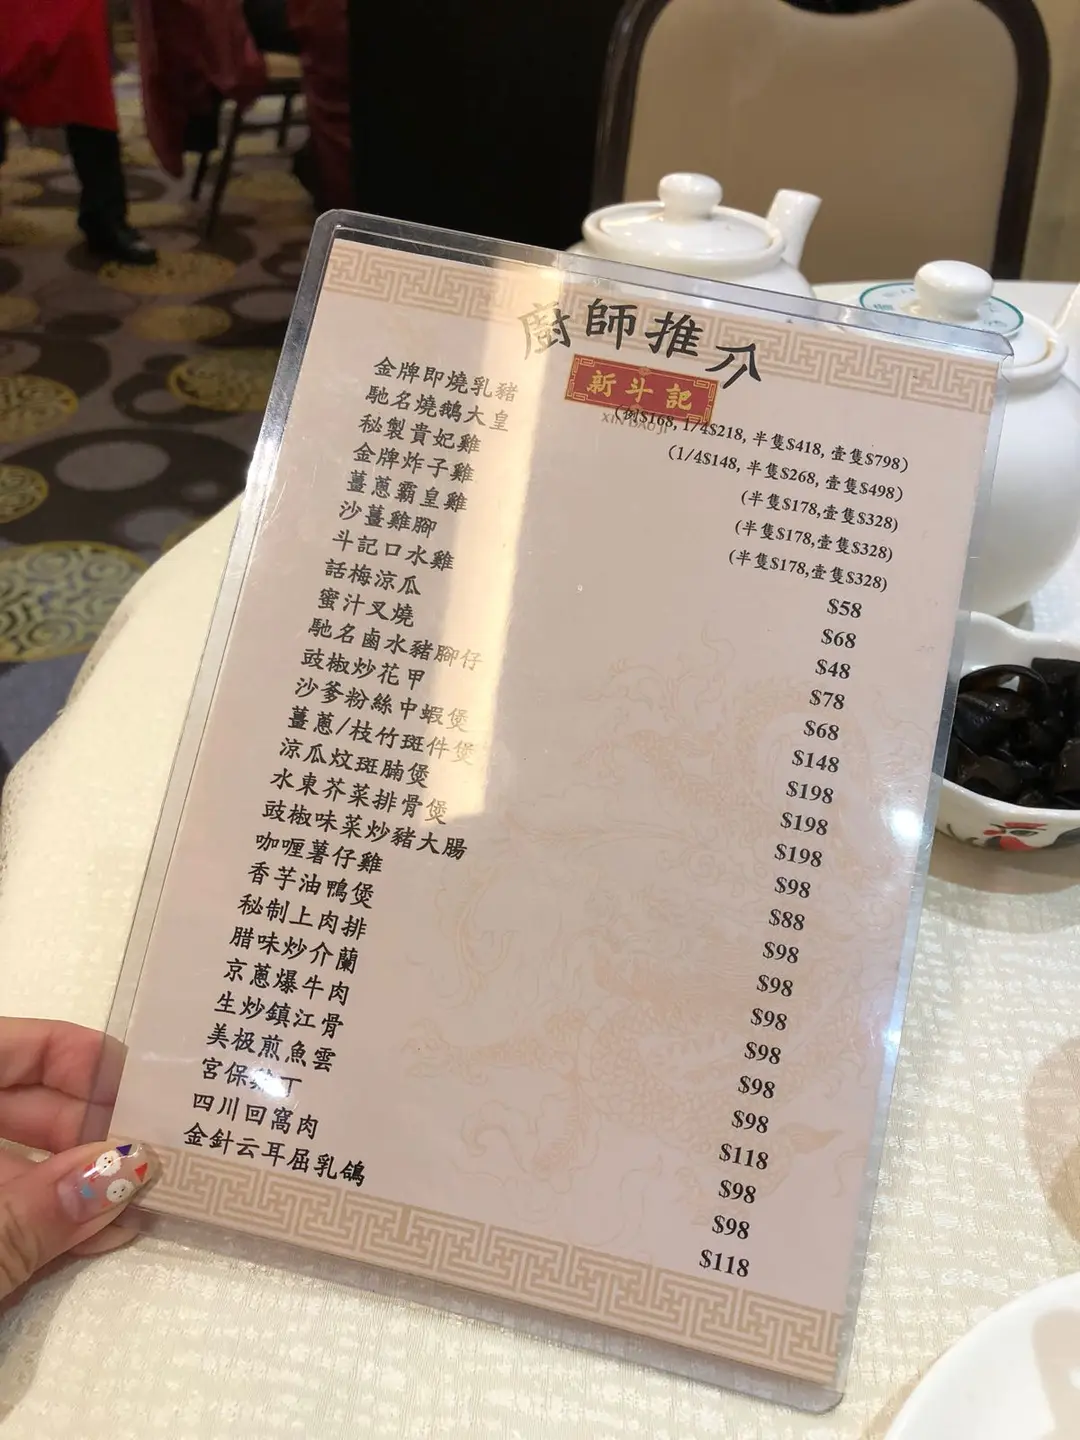 廚師推介
新斗記
XIN DAO JI
金牌即燒乳豬 (例$168, 1/4$218, 半隻$418, 壹隻$798)
馳名燒鵝大皇 (1/4$148, 半隻$268, 壹隻$498)
秘製貴妃雞 (半隻$178,壹隻$328)
金牌炸子雞 (半隻$178,壹隻$328)
薑蔥霸皇雞 (半隻$178,壹隻$328)
沙薑雞腳 $58
斗記口水雞 $68
話梅涼瓜 $48
蜜汁叉燒 $78
馳名鹵水豬腳仔 $68
豉椒炒花甲 $148
沙爹粉絲中蝦煲 $198
薑蔥/枝竹斑件煲 $198
涼瓜炆斑腩煲 $198
水東芥菜排骨煲 $98
豉椒味菜炒豬大腸 $88
咖喱薯仔雞 $98
香芋油鴨煲 $98
秘制上肉排 $98
腊味炒介蘭 $98
京蔥爆牛肉 $98
生炒鎮江骨 $98
美极煎魚雲 $118
宮保雞丁 $98
四川回窩肉 $98
金針云耳屈乳鴿 $118